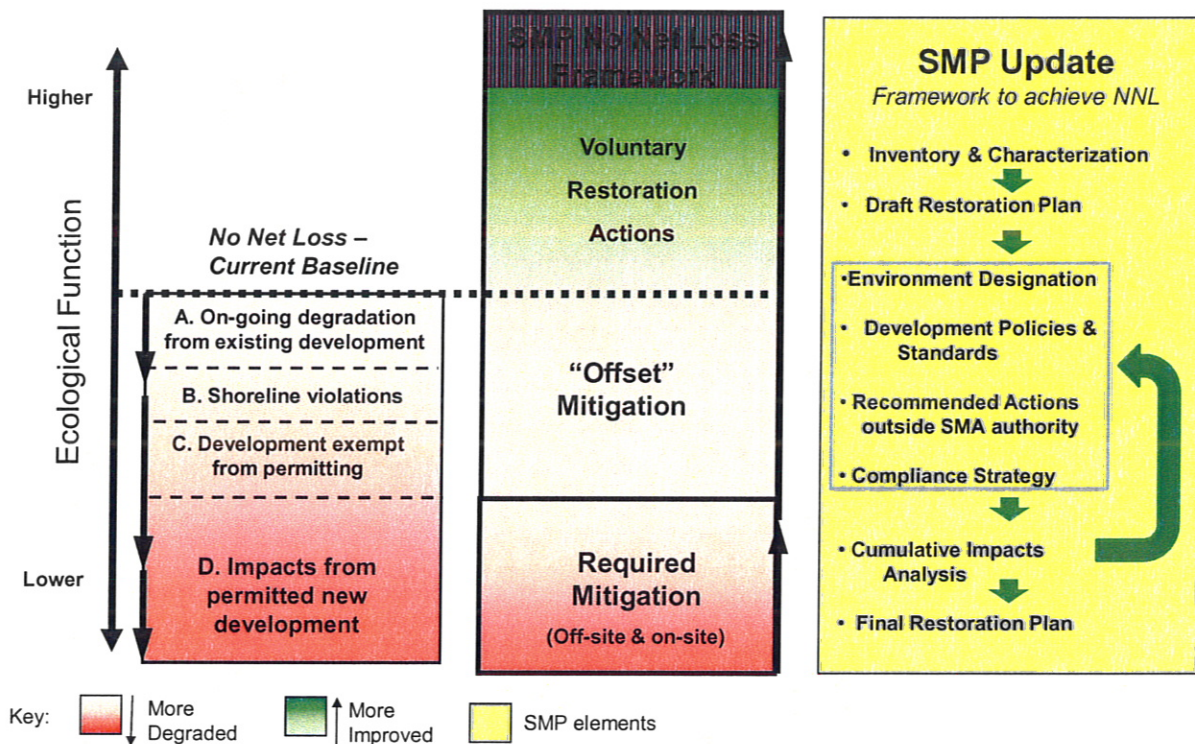 SMP No Net Loss
Framework
Higher
Lower
Ecological Function
No Net Loss –
Current Baseline
A. On-going degradation
from existing development
B. Shoreline violations
C. Development exempt
from permitting
D. Impacts from
permitted new
development
Voluntary
Restoration
Actions
“Offset”
Mitigation
Required
Mitigation
(Off-site & on-site)
SMP Update
Framework to achieve NNL
• Inventory & Characterization
• Draft Restoration Plan
•Environment Designation
• Development Policies &
Standards
• Recommended Actions
outside SMA authority
• Compliance Strategy
• Cumulative Impacts
Analysis
• Final Restoration Plan
Key:
More
Degraded
More
Improved
SMP elements